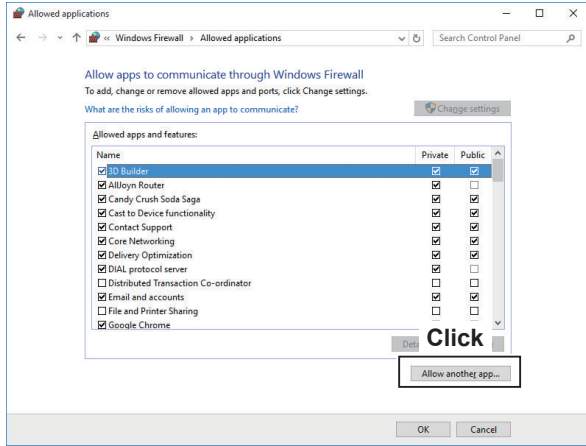 Allowed applications
« Windows Firewall › Allowed applications
Search Control Panel
Allow apps to communicate through Windows Firewall
To add, change or remove allowed apps and ports, click Change settings.
What are the risks of allowing an app to communicate?
Change settings
Allowed apps and features:
Name Private Public
3D Builder
AllJoyn Router
Candy Crush Soda Saga
Cast to Device functionality
Contact Support
Core Networking
Delivery Optimization
DIAL protocol server
Distributed Transaction Co-ordinator
Email and accounts
File and Printer Sharing
Google Chrome
Click
Allow another app...
OK Cancel